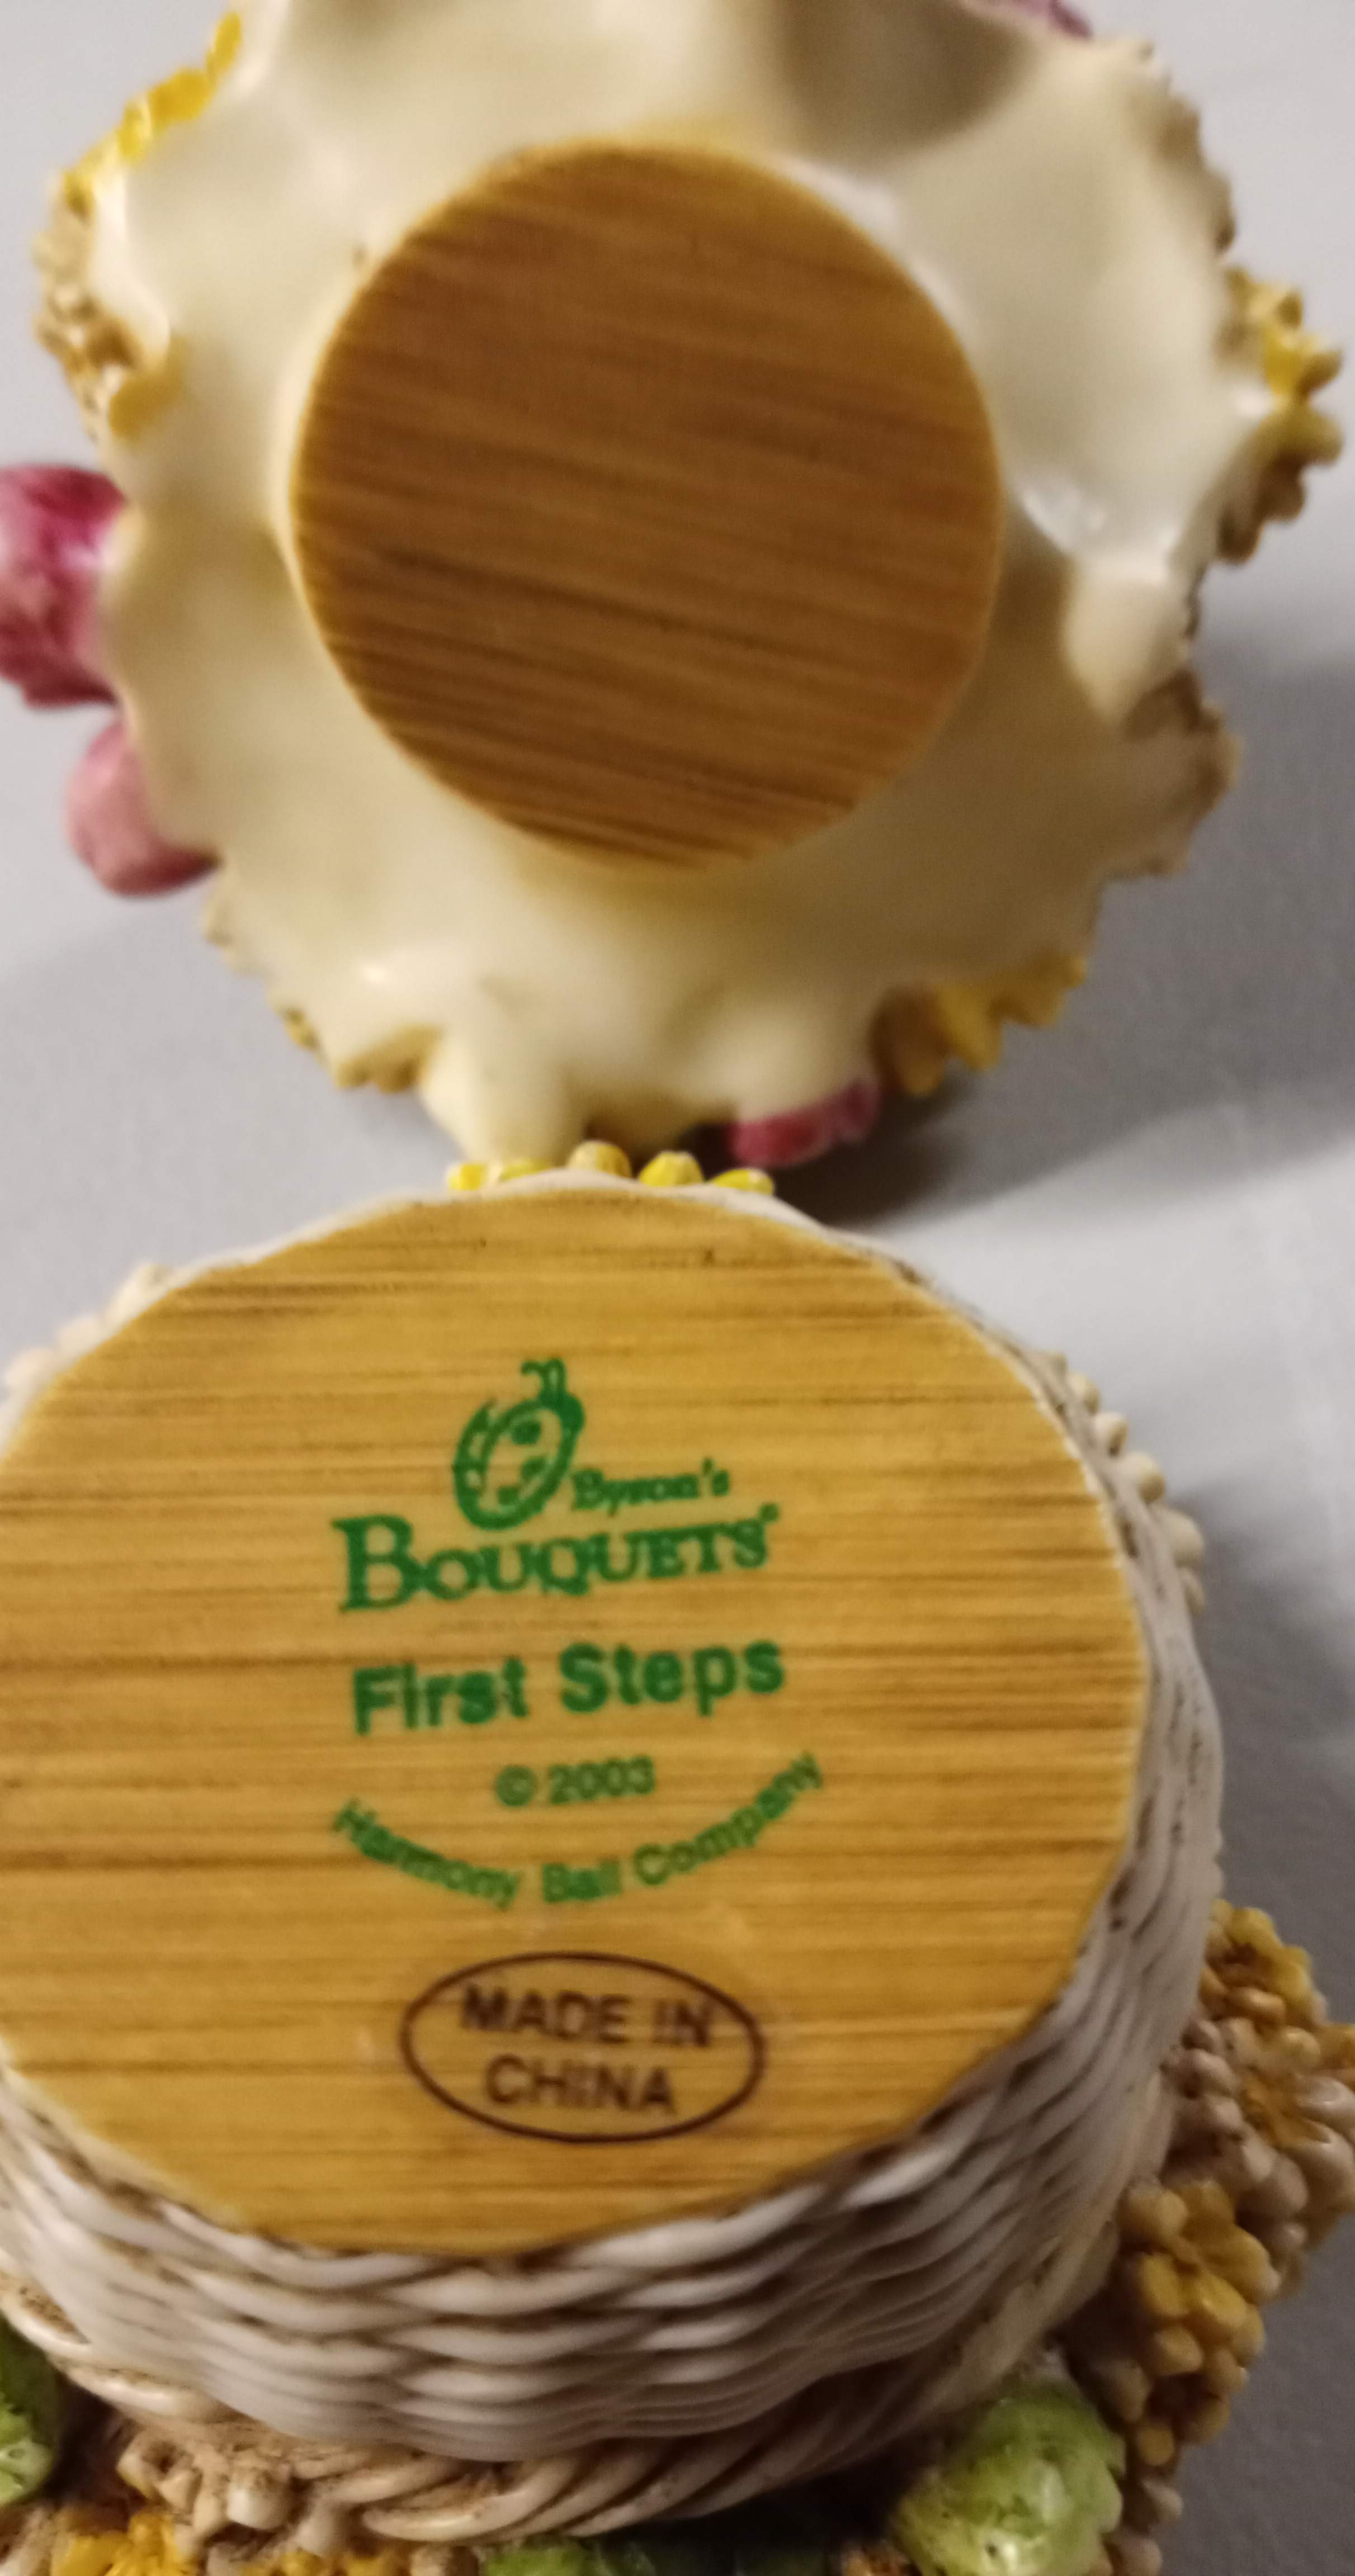 Byron's
BOUQUETS®
First Steps
© 2003
Harmony Ball Company
MADE IN
CHINA